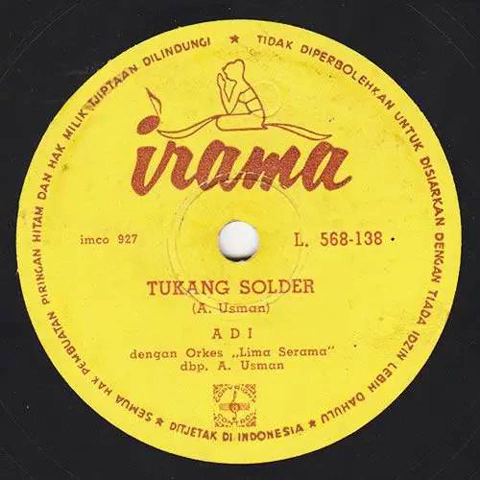 ★ SEMUA HAK PEMBUATAN PIRINGAN HITAM DAN HAK MILIK TJIPTAAN DILINDUNGI ★ TIDAK DIPERBOLEHKAN UNTUK DISIARKAN DENGAN TIADA IDZIN LEBIH DAHULU
irama
imco 927
L. 568-138
TUKANG SOLDER
(A. Usman)
ADI
dengan Orkes „Lima Serama"
dbp. A. Usman
★ DITJETAK DI INDONESIA ★